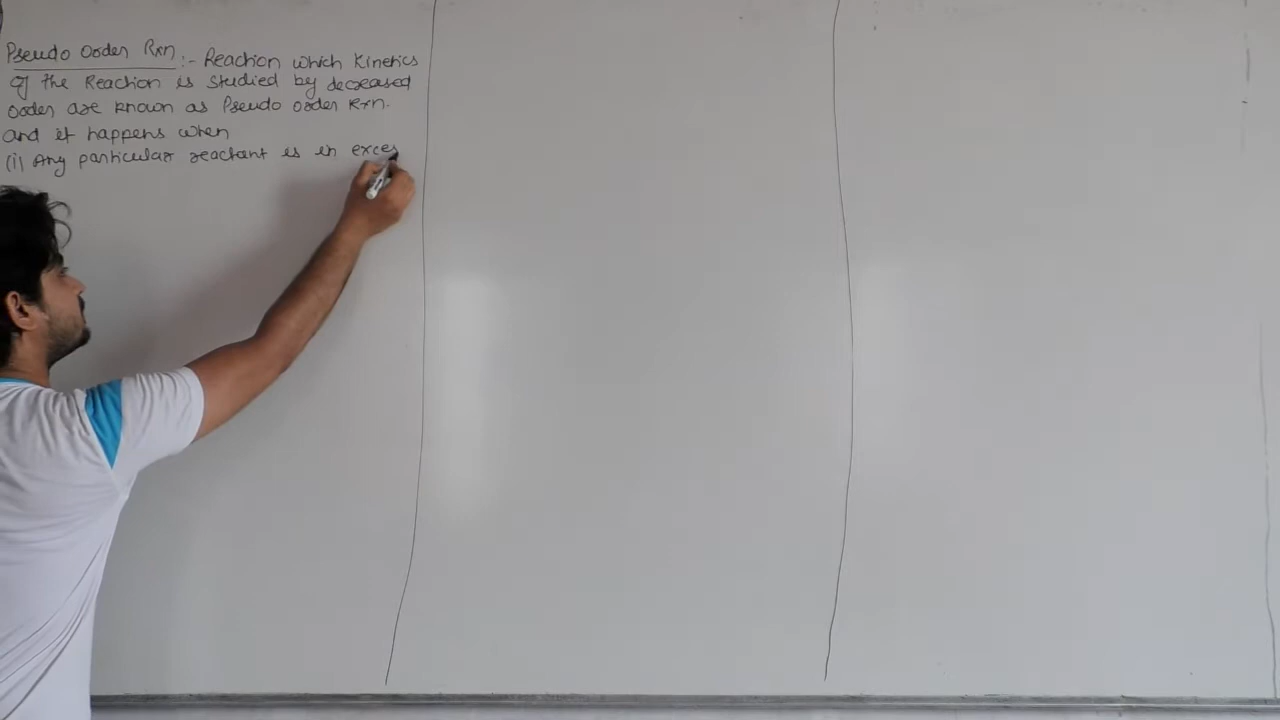 Pseudo Order Rxn :- Reaction which Kinetics
of the Reaction is studied by decreased
order are known as Pseudo order Rxn.
and it happens when
(i) Any particular reactant is in exces